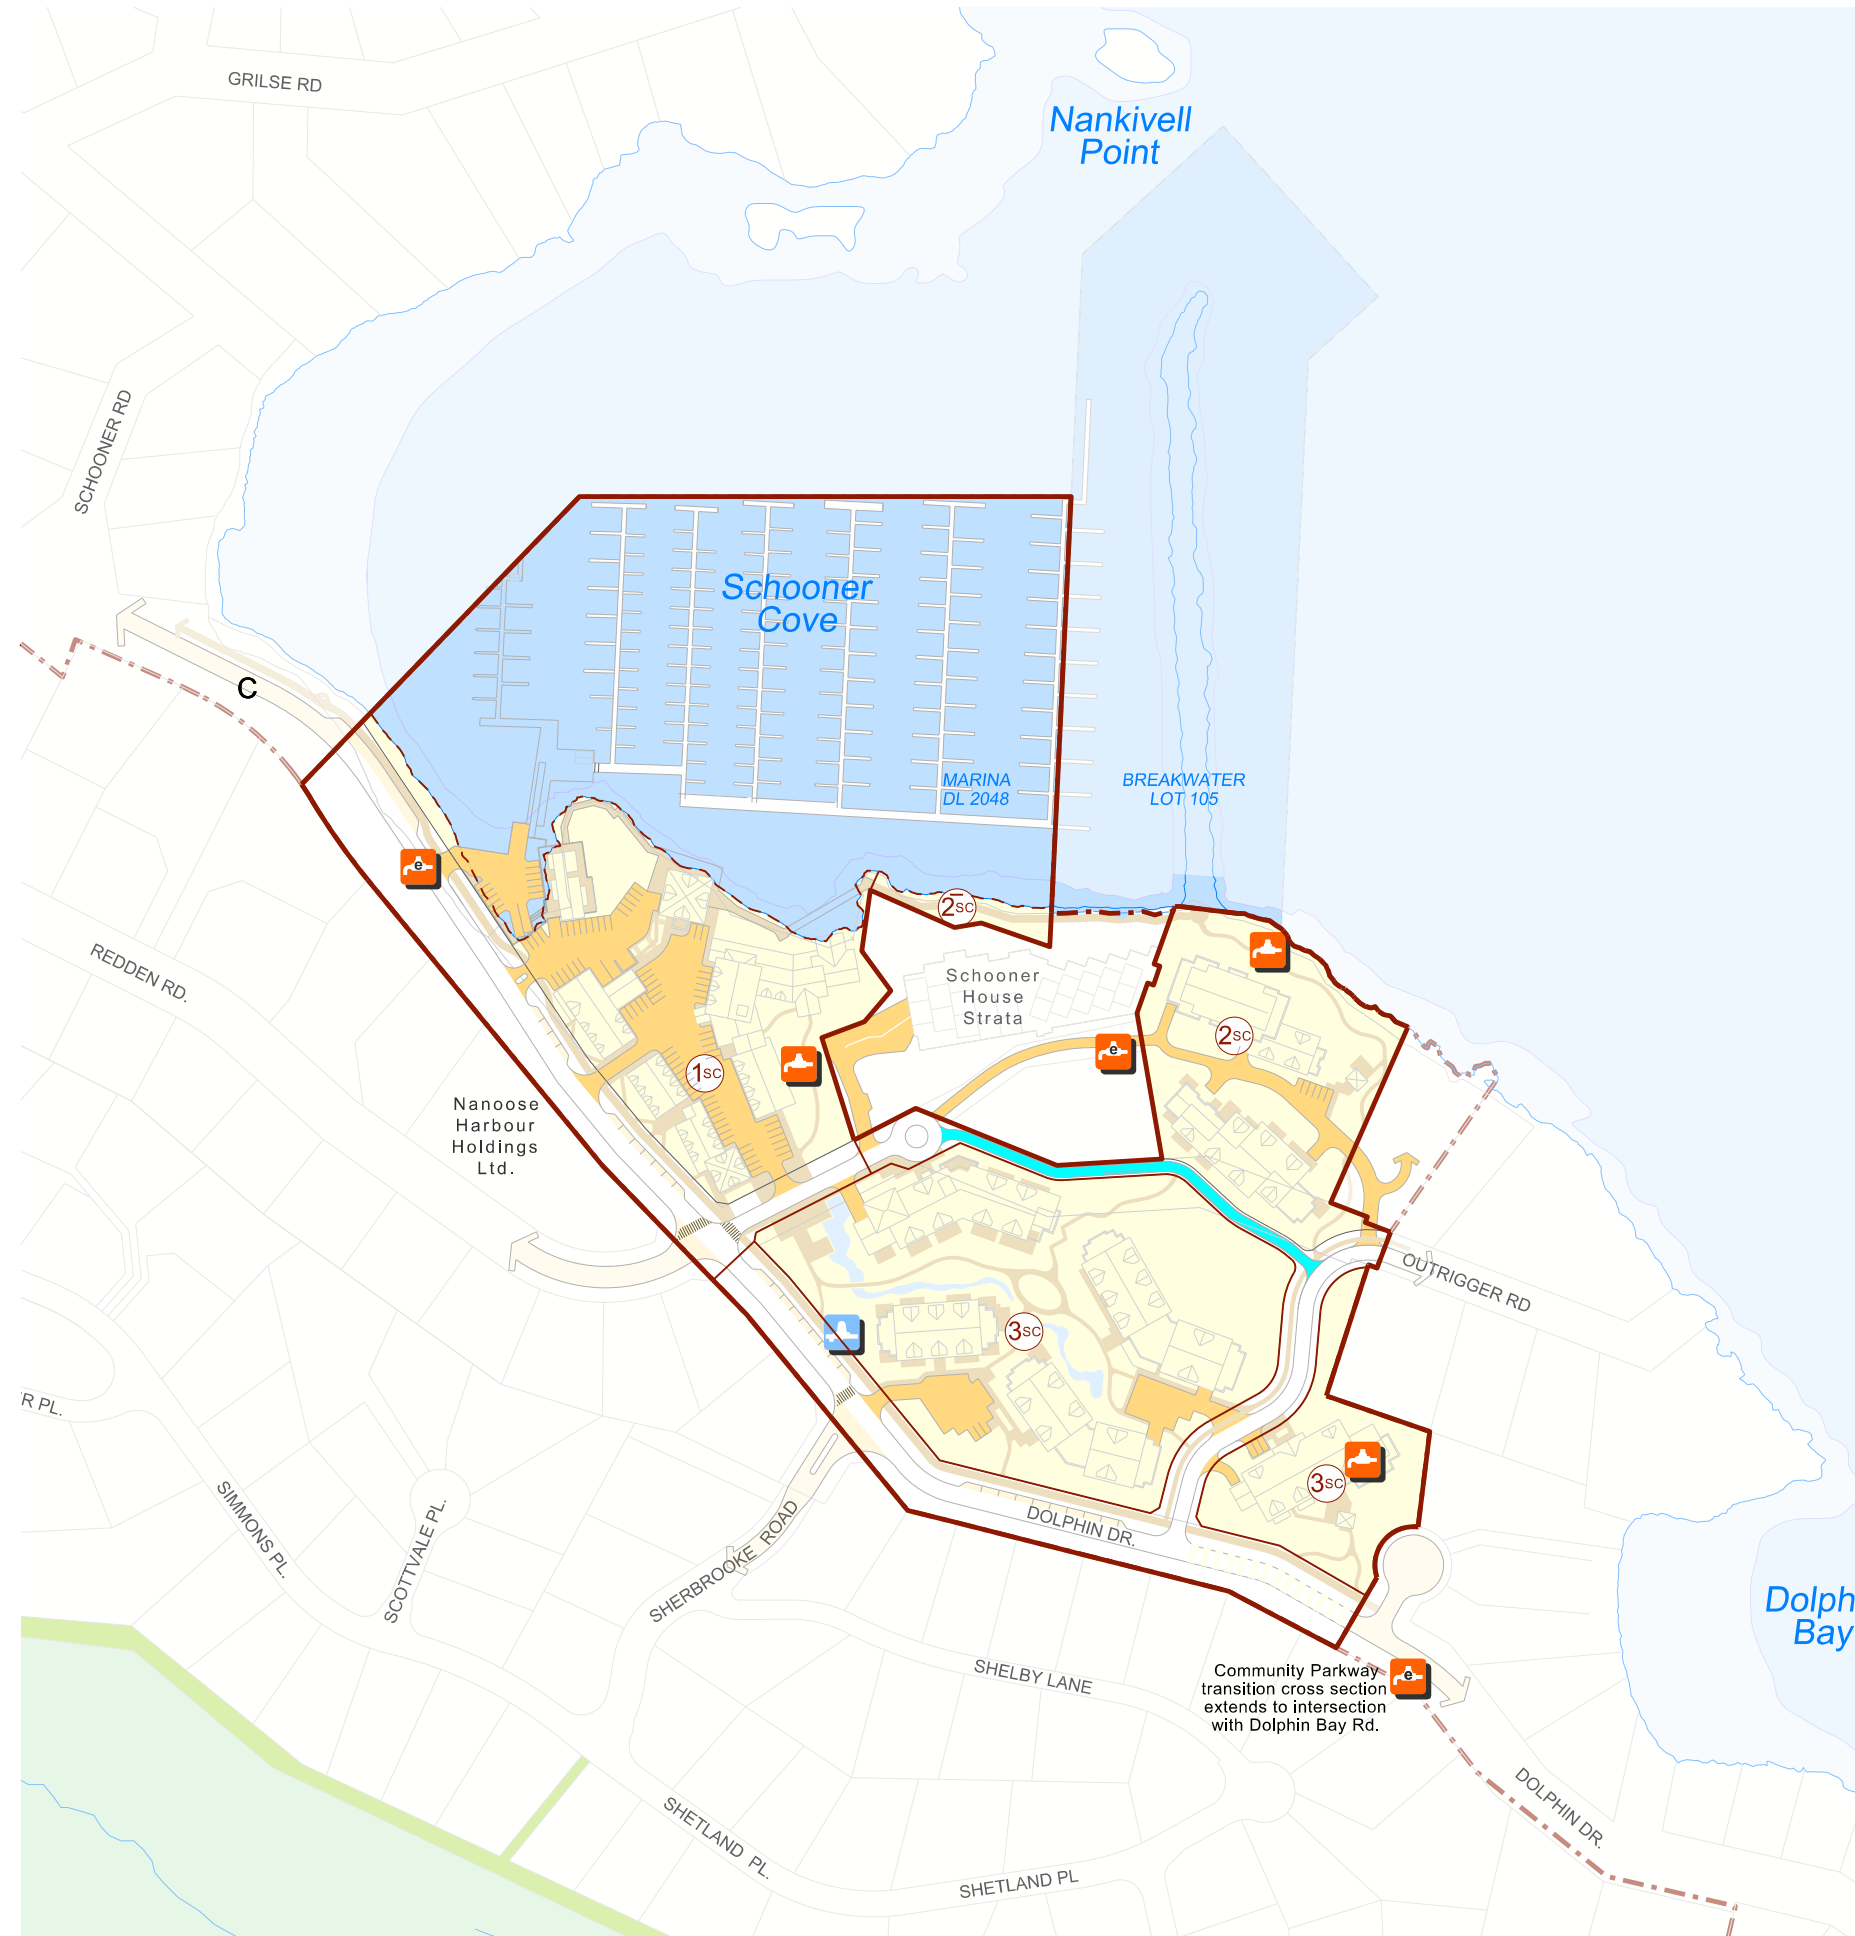 GRILSE RD
Nankivell
Point
SCHOONER RD
Schooner
Cove
C
MARINA
DL 2048
BREAKWATER
LOT 105
e
2SC
REDDEN RD.
Schooner
House
Strata
2SC
e
1SC
Nanoose
Harbour
Holdings
Ltd.
OUTRIGGER RD
3SC
R PL.
3SC
SIMMONS PL.
SCOTTVALE PL.
SHERBROOKE ROAD
DOLPHIN DR.
Dolph
Bay
SHELBY LANE
Community Parkway
transition cross section
extends to intersection
with Dolphin Bay Rd.
e
DOLPHIN DR.
SHETLAND PL.
SHETLAND PL